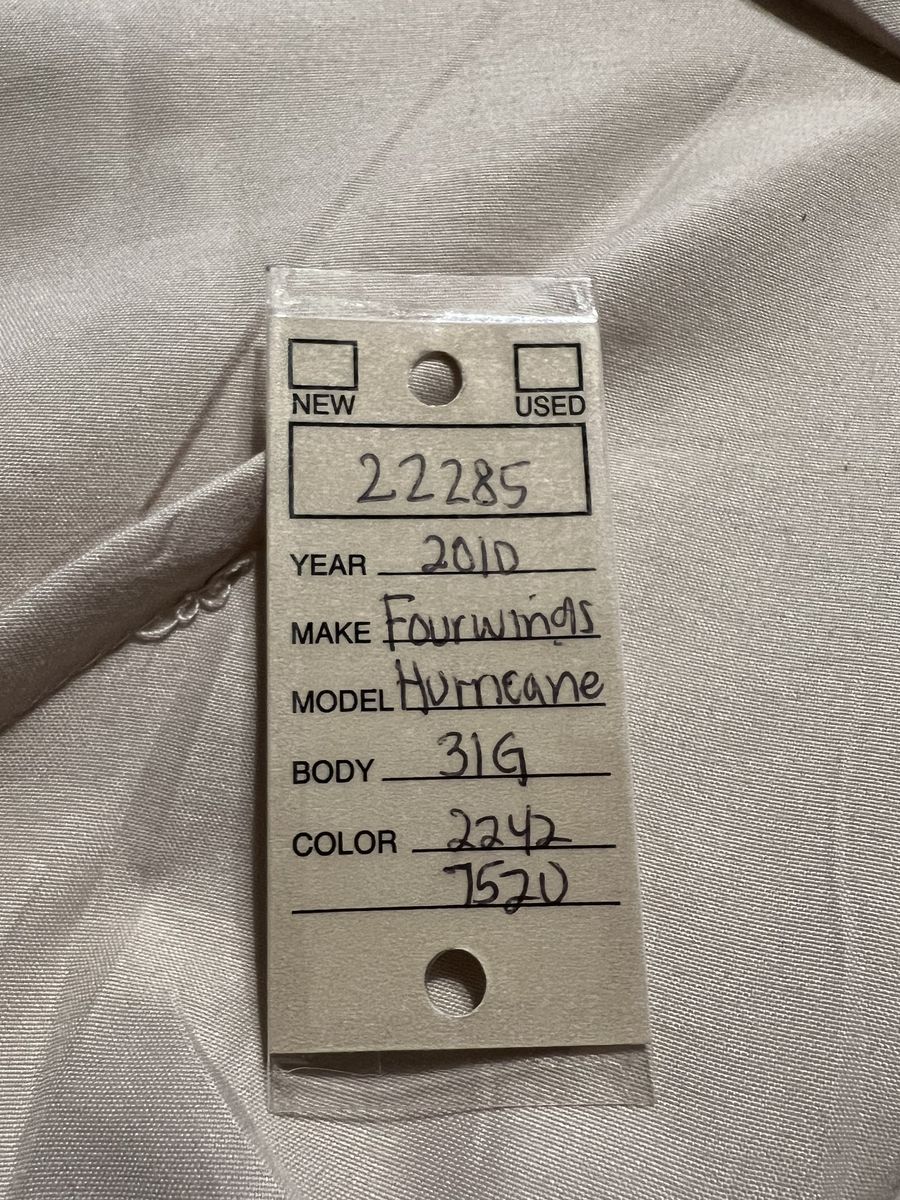 NEW USED
22285
YEAR 2010
MAKE Fourwinds
MODEL Hurricane
BODY 31G
COLOR 2242
7520